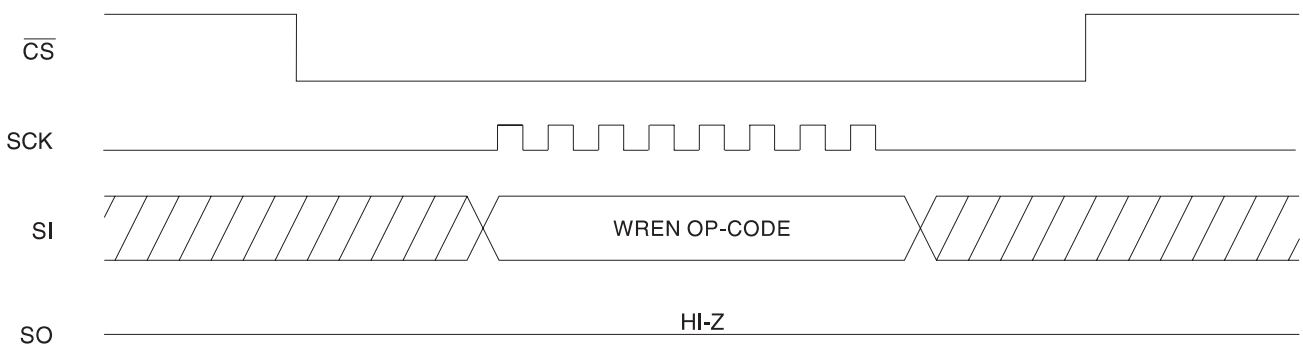 CS
SCK
SI
WREN OP-CODE
HI-Z
SO